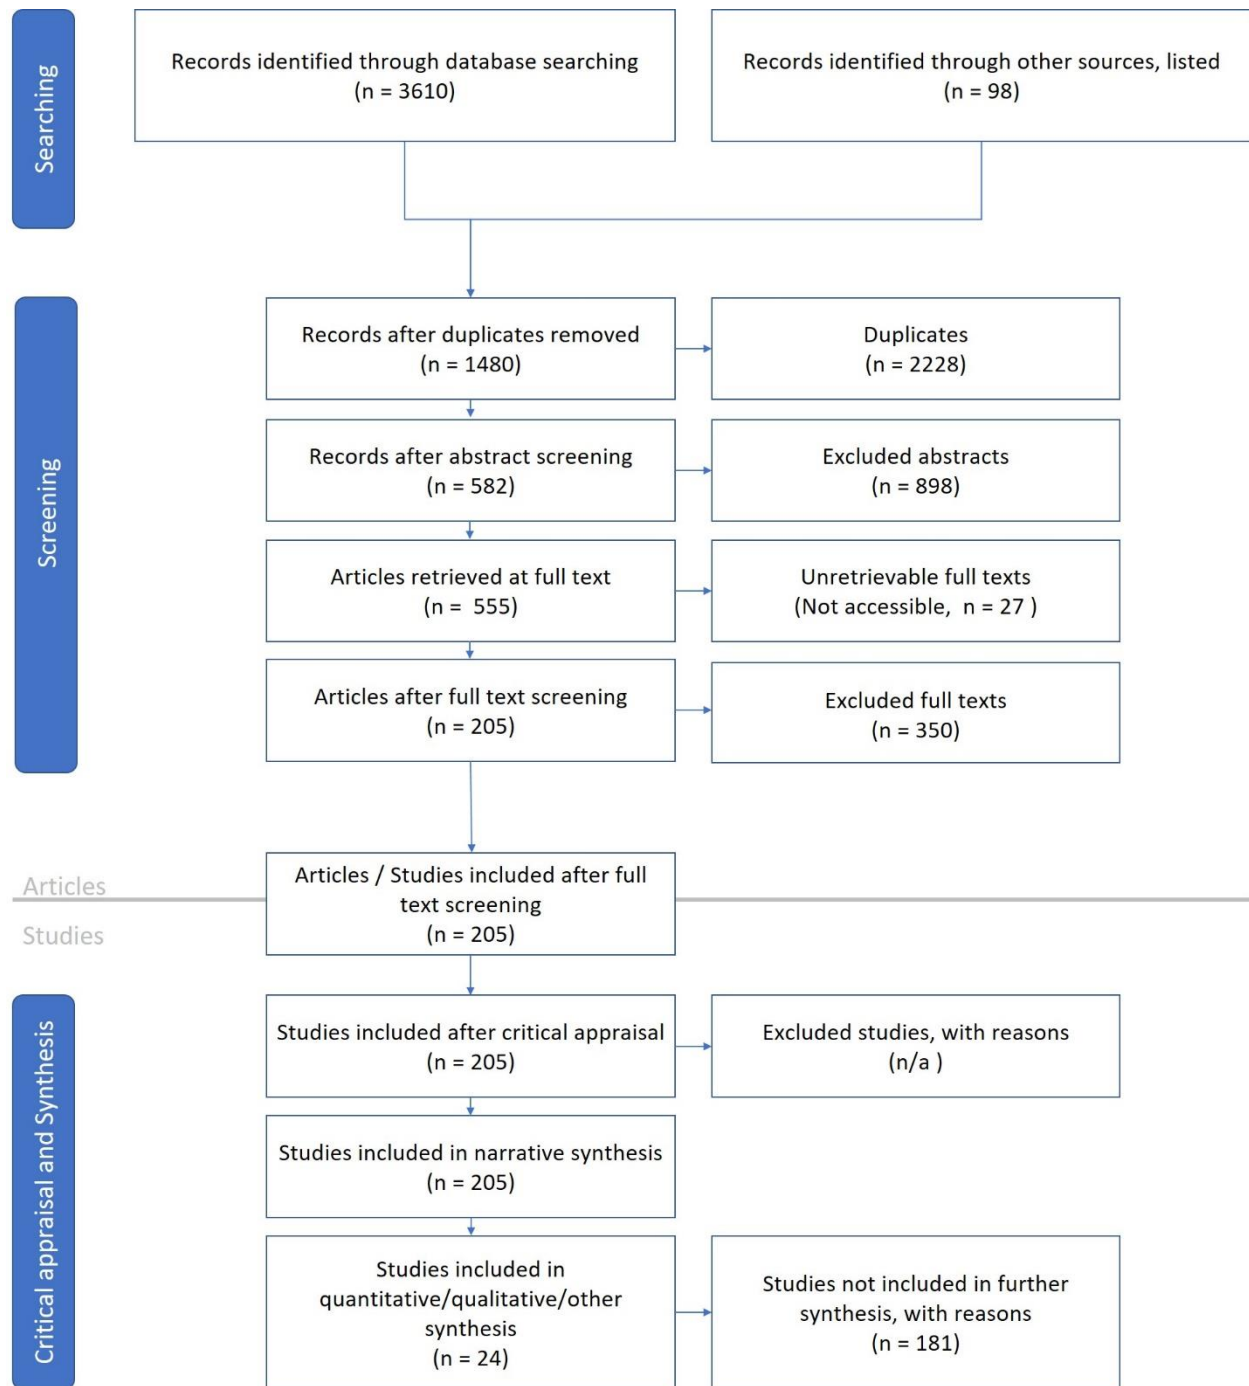 Searching
Records identified through database searching
(n = 3610)
Records identified through other sources, listed
(n = 98)
Screening
Records after duplicates removed
(n = 1480)
Duplicates
(n = 2228)
Records after abstract screening
(n = 582)
Excluded abstracts
(n = 898)
Articles retrieved at full text
(n =  555)
Unretrievable full texts
(Not accessible,  n = 27 )
Articles after full text screening
(n = 205)
Excluded full texts
(n = 350)
Articles
Studies
Articles / Studies included after full
text screening
(n = 205)
Critical appraisal and Synthesis
Studies included after critical appraisal
(n = 205)
Excluded studies, with reasons
(n/a )
Studies included in narrative synthesis
(n = 205)
Studies included in
quantitative/qualitative/other
synthesis
(n = 24)
Studies not included in further
synthesis, with reasons
(n = 181)